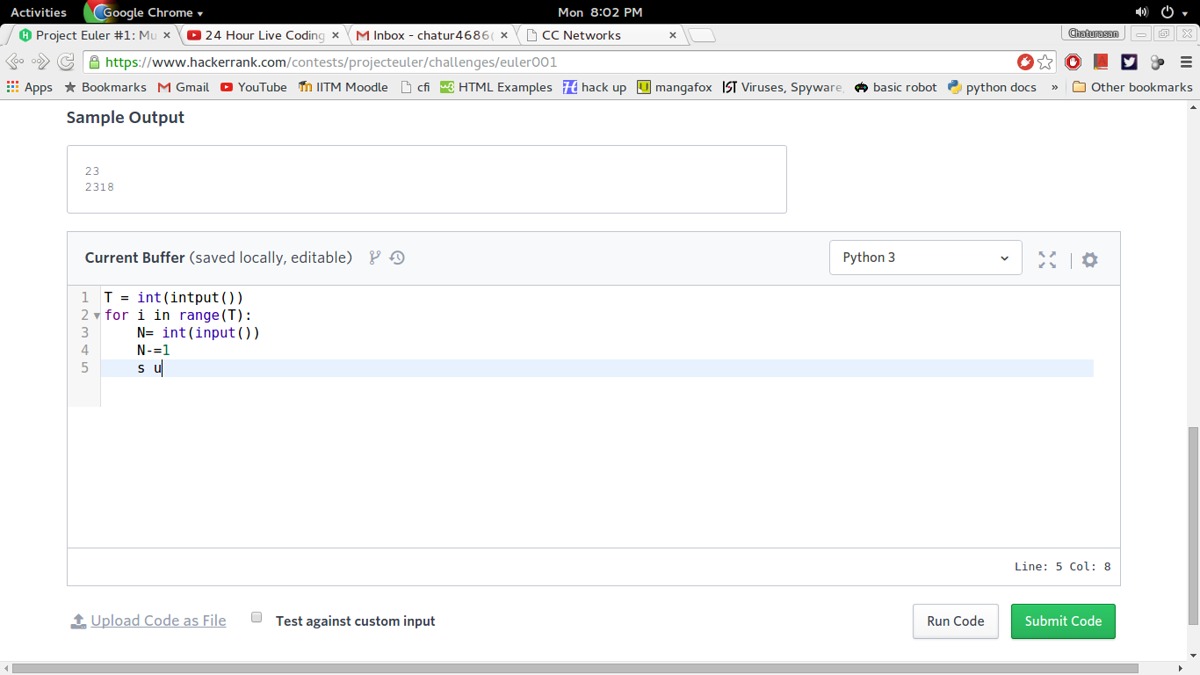 Activities Google Chrome Mon 8:02 PM
Project Euler #1: Mu × 24 Hour Live Coding × Inbox - chatur4686( × CC Networks × Chaturasan
https://www.hackerrank.com/contests/projecteuler/challenges/euler001
Apps Bookmarks Gmail YouTube IITM Moodle cfi HTML Examples hack up mangafox Viruses, Spyware, basic robot python docs » Other bookmarks
Sample Output
23
2318
Current Buffer (saved locally, editable) Python 3
1 T = int(intput())
2 for i in range(T):
3 N= int(input())
4 N-=1
5 s u
Line: 5 Col: 8
Upload Code as File Test against custom input Run Code Submit Code